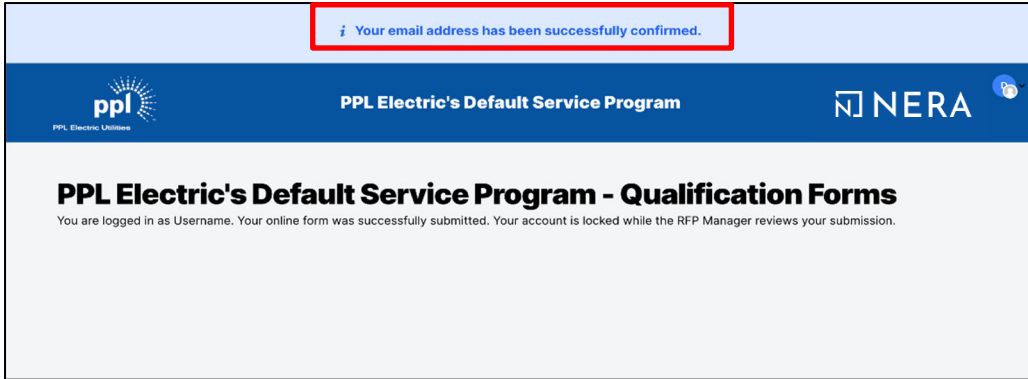 i Your email address has been successfully confirmed.
ppl
PPL Electric Utilities
PPL Electric's Default Service Program
NERA
PPL Electric's Default Service Program - Qualification Forms
You are logged in as Username. Your online form was successfully submitted. Your account is locked while the RFP Manager reviews your submission.